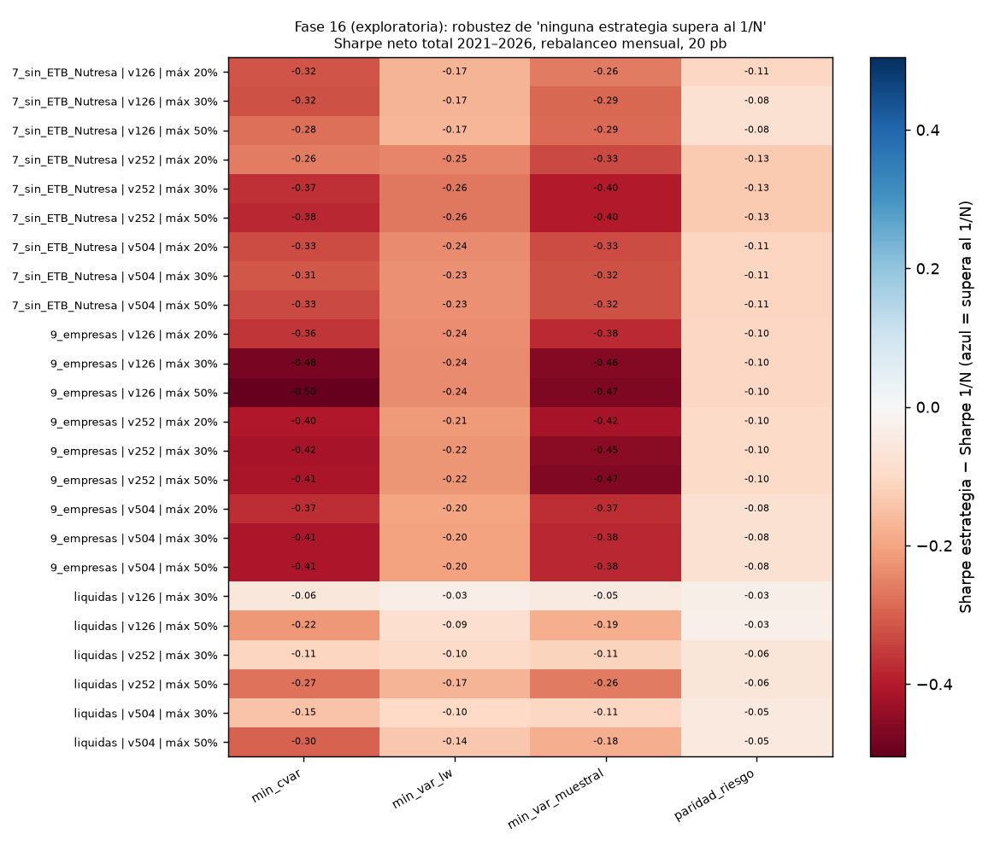 Fase 16 (exploratoria): robustez de 'ninguna estrategia supera al 1/N'
Sharpe neto total 2021–2026, rebalanceo mensual, 20 pb
7_sin_ETB_Nutresa | v126 | máx 20% -0.32 -0.17 -0.26 -0.11
7_sin_ETB_Nutresa | v126 | máx 30% -0.32 -0.17 -0.29 -0.08
7_sin_ETB_Nutresa | v126 | máx 50% -0.28 -0.17 -0.29 -0.08
7_sin_ETB_Nutresa | v252 | máx 20% -0.26 -0.25 -0.33 -0.13
7_sin_ETB_Nutresa | v252 | máx 30% -0.37 -0.26 -0.40 -0.13
7_sin_ETB_Nutresa | v252 | máx 50% -0.38 -0.26 -0.40 -0.13
7_sin_ETB_Nutresa | v504 | máx 20% -0.33 -0.24 -0.33 -0.11
7_sin_ETB_Nutresa | v504 | máx 30% -0.31 -0.23 -0.32 -0.11
7_sin_ETB_Nutresa | v504 | máx 50% -0.33 -0.23 -0.32 -0.11
9_empresas | v126 | máx 20% -0.36 -0.24 -0.38 -0.10
9_empresas | v126 | máx 30% -0.48 -0.24 -0.46 -0.10
9_empresas | v126 | máx 50% -0.50 -0.24 -0.47 -0.10
9_empresas | v252 | máx 20% -0.40 -0.21 -0.42 -0.10
9_empresas | v252 | máx 30% -0.42 -0.22 -0.45 -0.10
9_empresas | v252 | máx 50% -0.41 -0.22 -0.47 -0.10
9_empresas | v504 | máx 20% -0.37 -0.20 -0.37 -0.08
9_empresas | v504 | máx 30% -0.41 -0.20 -0.38 -0.08
9_empresas | v504 | máx 50% -0.41 -0.20 -0.38 -0.08
liquidas | v126 | máx 30% -0.06 -0.03 -0.05 -0.03
liquidas | v126 | máx 50% -0.22 -0.09 -0.19 -0.03
liquidas | v252 | máx 30% -0.11 -0.10 -0.11 -0.06
liquidas | v252 | máx 50% -0.27 -0.17 -0.26 -0.06
liquidas | v504 | máx 30% -0.15 -0.10 -0.11 -0.05
liquidas | v504 | máx 50% -0.30 -0.14 -0.18 -0.05
min_cvar min_var_lw min_var_muestral paridad_riesgo
0.4
0.2
0.0
−0.2
−0.4
Sharpe estrategia − Sharpe 1/N (azul = supera al 1/N)